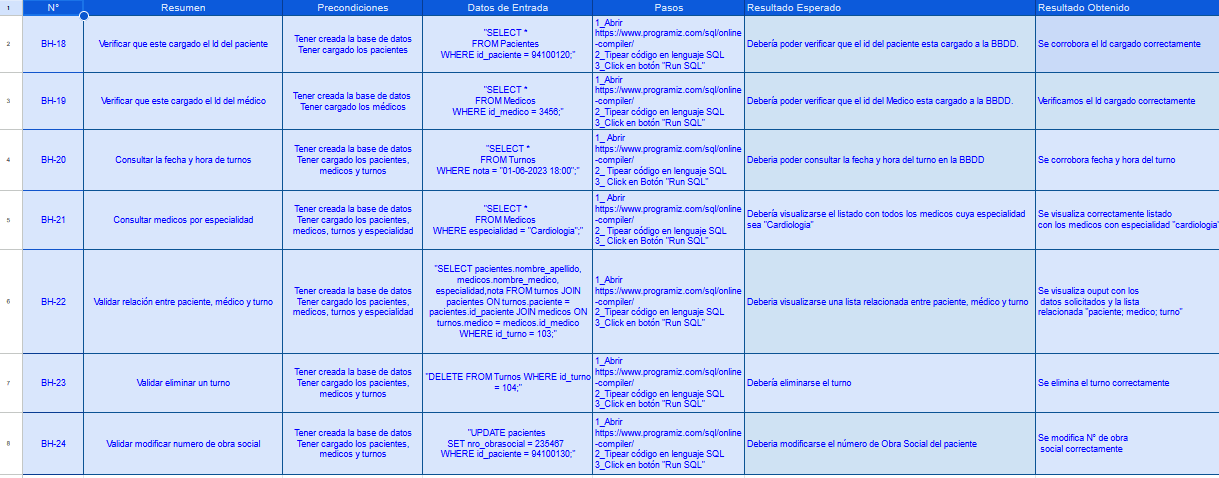 1 N° Resumen Precondiciones Datos de Entrada Pasos Resultado Esperado Resultado Obtenido
2
BH-18
Verificar que este cargado el Id del paciente
Tener creada la base de datos
Tener cargado los pacientes
"SELECT *
FROM Pacientes
WHERE id_paciente = 94100120;"
1_Abrir
https://www.programiz.com/sql/online
-compiler/
2_Tipear código en lenguaje SQL
3_Click en botón "Run SQL"
Debería poder verificar que el id del paciente esta cargado a la BBDD.
Se corrobora el Id cargado correctamente
3
BH-19
Verificar que este cargado el Id del médico
Tener creada la base de datos
Tener cargado los médicos
"SELECT *
FROM Medicos
WHERE id_medico = 3456;"
1_Abrir
https://www.programiz.com/sql/online
-compiler/
2_Tipear código en lenguaje SQL
3_Click en botón "Run SQL"
Debería poder verificar que el id del Medico esta cargado a la BBDD.
Verificamos el Id cargado correctamente
4
BH-20
Consultar la fecha y hora de turnos
Tener creada la base de datos
Tener cargado los pacientes,
medicos y turnos
"SELECT *
FROM Turnos
WHERE nota = "01-06-2023 18:00";"
1_ Abrir
https://www.programiz.com/sql/online
-compiler/
2_ Tipear código en lenguaje SQL
3_ Click en Botón "Run SQL"
Deberia poder consultar la fecha y hora del turno en la BBDD
Se corrobora fecha y hora del turno
5
BH-21
Consultar medicos por especialidad
Tener creada la base de datos
Tener cargado los pacientes,
medicos, turnos y especialidad
"SELECT *
FROM Medicos
WHERE especialidad = "Cardiologia";"
1_ Abrir
https://www.programiz.com/sql/online
-compiler/
2_ Tipear código en lenguaje SQL
3_ Click en Botón "Run SQL"
Debería visualizarse el listado con todos los medicos cuya especialidad
sea "Cardiologia"
Se visualiza correctamente listado
con los medicos con especialidad "cardiologia"
6
BH-22
Validar relación entre paciente, médico y turno
Tener creada la base de datos
Tener cargado los pacientes,
medicos, turnos y especialidad
"SELECT pacientes.nombre_apellido,
medicos.nombre_medico,
especialidad,nota FROM turnos JOIN
pacientes ON turnos.paciente =
pacientes.id_paciente JOIN medicos ON
turnos.medico = medicos.id_medico
WHERE id_turno = 103;"
1_Abrir
https://www.programiz.com/sql/online
-compiler/
2_Tipear código en lenguaje SQL
3_Click en botón "Run SQL"
Deberia visualizarse una lista relacionada entre paciente, médico y turno
Se visualiza ouput con los
datos solicitados y la lista
relacionada "paciente; medico; turno"
7
BH-23
Validar eliminar un turno
Tener creada la base de datos
Tener cargado los pacientes,
medicos y turnos
"DELETE FROM Turnos WHERE id_turno
= 104;"
1_Abrir
https://www.programiz.com/sql/online
-compiler/
2_Tipear código en lenguaje SQL
3_Click en botón "Run SQL"
Debería eliminarse el turno
Se elimina el turno correctamente
8
BH-24
Validar modificar numero de obra social
Tener creada la base de datos
Tener cargado los pacientes,
medicos y turnos
"UPDATE pacientes
SET nro_obrasocial = 235467
WHERE id_paciente = 94100130;"
1_Abrir
https://www.programiz.com/sql/online
-compiler/
2_Tipear código en lenguaje SQL
3_Click en botón "Run SQL"
Deberia modificarse el número de Obra Social del paciente
Se modifica N° de obra
social correctamente